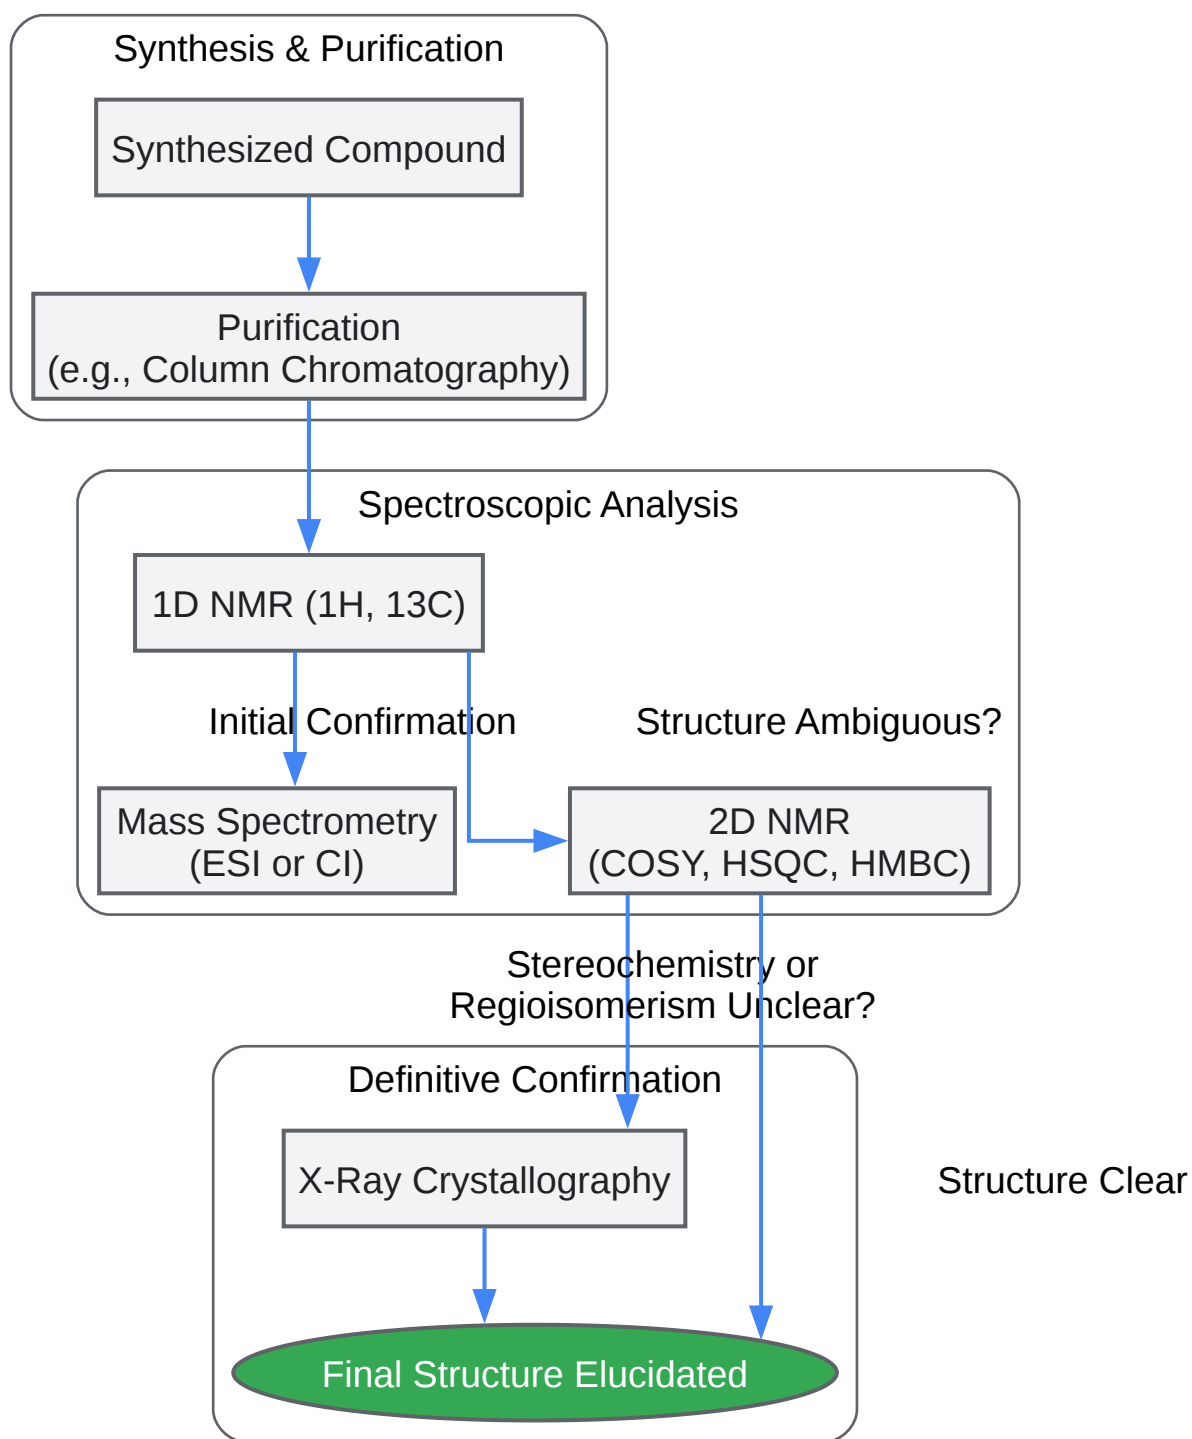 Synthesis & Purification
Synthesized Compound
Purification
(e.g., Column Chromatography)
Spectroscopic Analysis
1D NMR (1H, 13C)
Initial Confirmation
Structure Ambiguous?
Mass Spectrometry
(ESI or CI)
2D NMR
(COSY, HSQC, HMBC)
Stereochemistry or
Regioisomerism Unclear?
Definitive Confirmation
X-Ray Crystallography
Structure Clear
Final Structure Elucidated